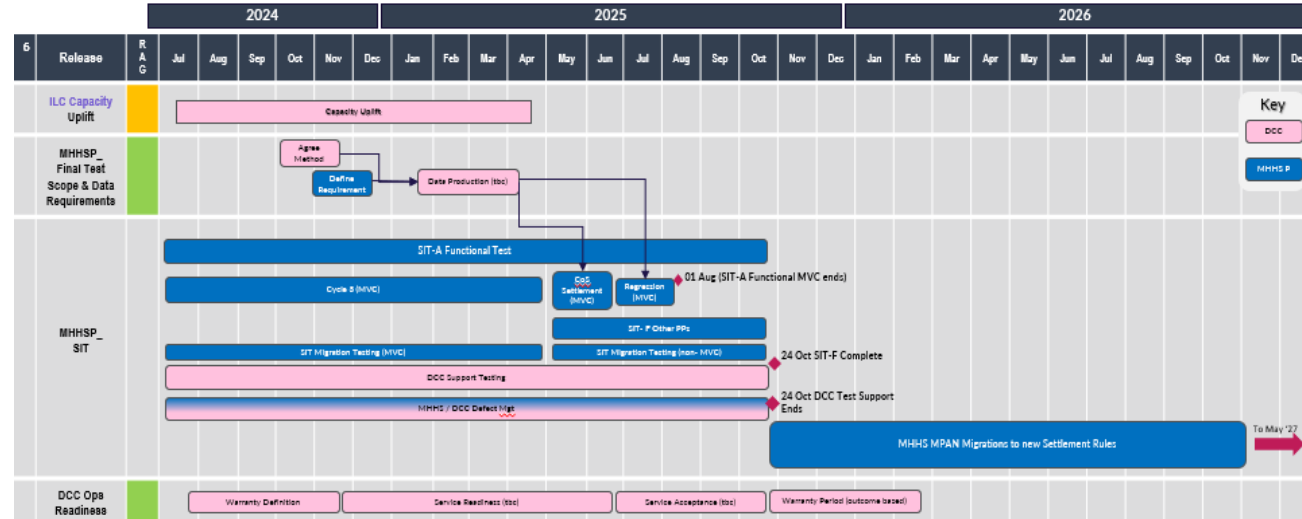 2024 2025 2026
6 Release RAG Jul Aug Sep Oct Nov Dec Jan Feb Mar Apr May Jun Jul Aug Sep Oct Nov Dec Jan Feb Mar Apr May Jun Jul Aug Sep Oct Nov De
ILC Capacity
Uplift
Capacity Uplift
Key
DCC
MHHS P
MHHSP_
Final Test
Scope & Data
Requirements
Agree
Method
Define
Requirement
Data Production (tbc)
MHHSP_
SIT
SIT-A Functional Test
Cycle 3 (MVC)
CoS
Settlement
(MVC)
Regression
(MVC)
01 Aug (SIT-A Functional MVC ends)
SIT- F Other PPs
SIT Migration Testing (MVC)
SIT Migration Testing (non- MVC)
24 Oct SIT-F Complete
DCC Support Testing
MHHS / DCC Defect Mgt
24 Oct DCC Test Support
Ends
MHHS MPAN Migrations to new Settlement Rules
To May '27
DCC Ops
Readiness
Warranty Definition
Service Readiness (tbc)
Service Acceptance (tbc)
Warranty Period (outcome based)